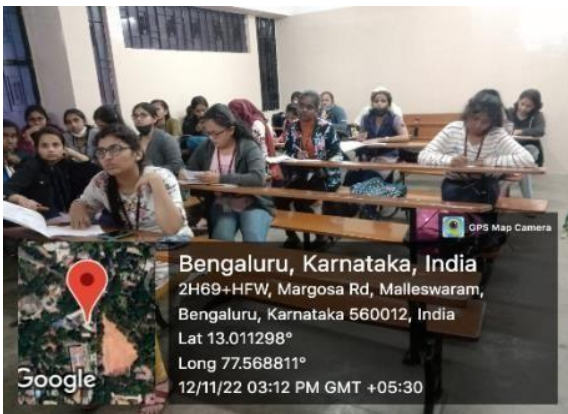 GPS Map Camera
Bengaluru, Karnataka, India
2H69+HFW, Margosa Rd, Malleswaram,
Bengaluru, Karnataka 560012, India
Lat 13.011298°
Long 77.568811°
12/11/22 03:12 PM GMT +05:30
Google